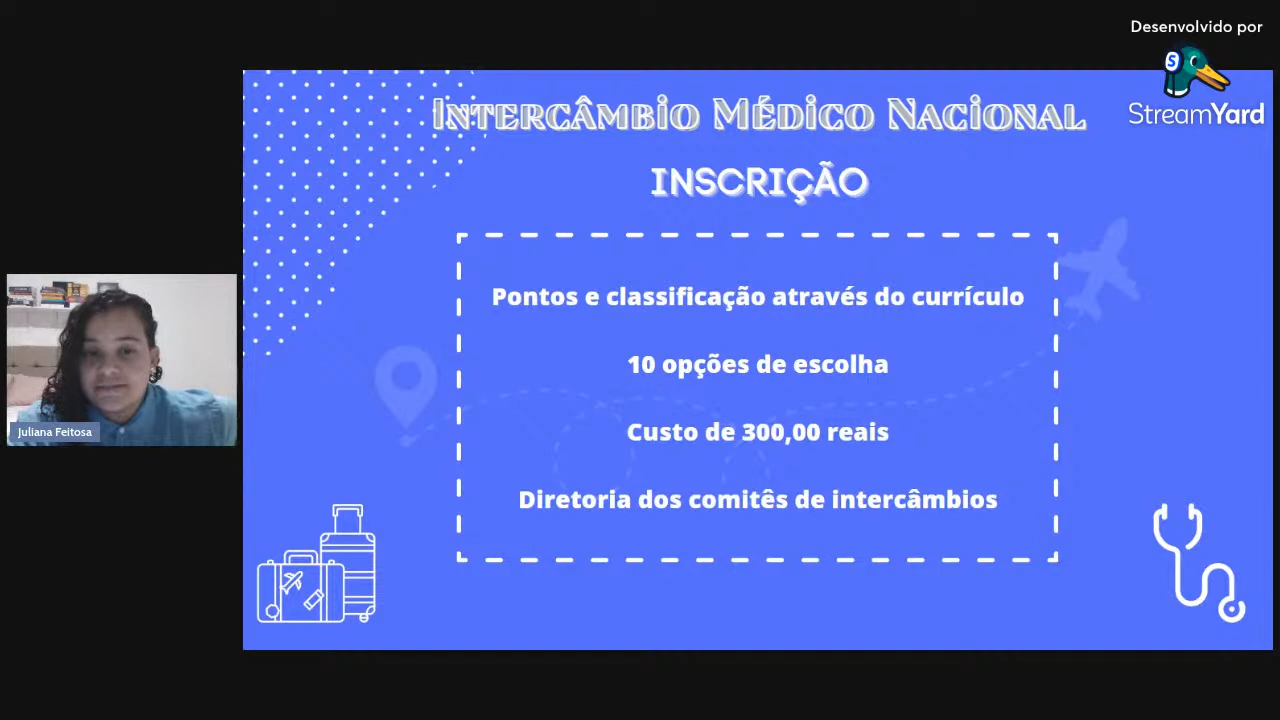 Desenvolvido por
S
StreamYard
Intercâmbio Médico Nacional
INSCRIÇÃO
Pontos e classificação através do currículo
10 opções de escolha
Custo de 300,00 reais
Diretoria dos comitês de intercâmbios
Juliana Feitosa